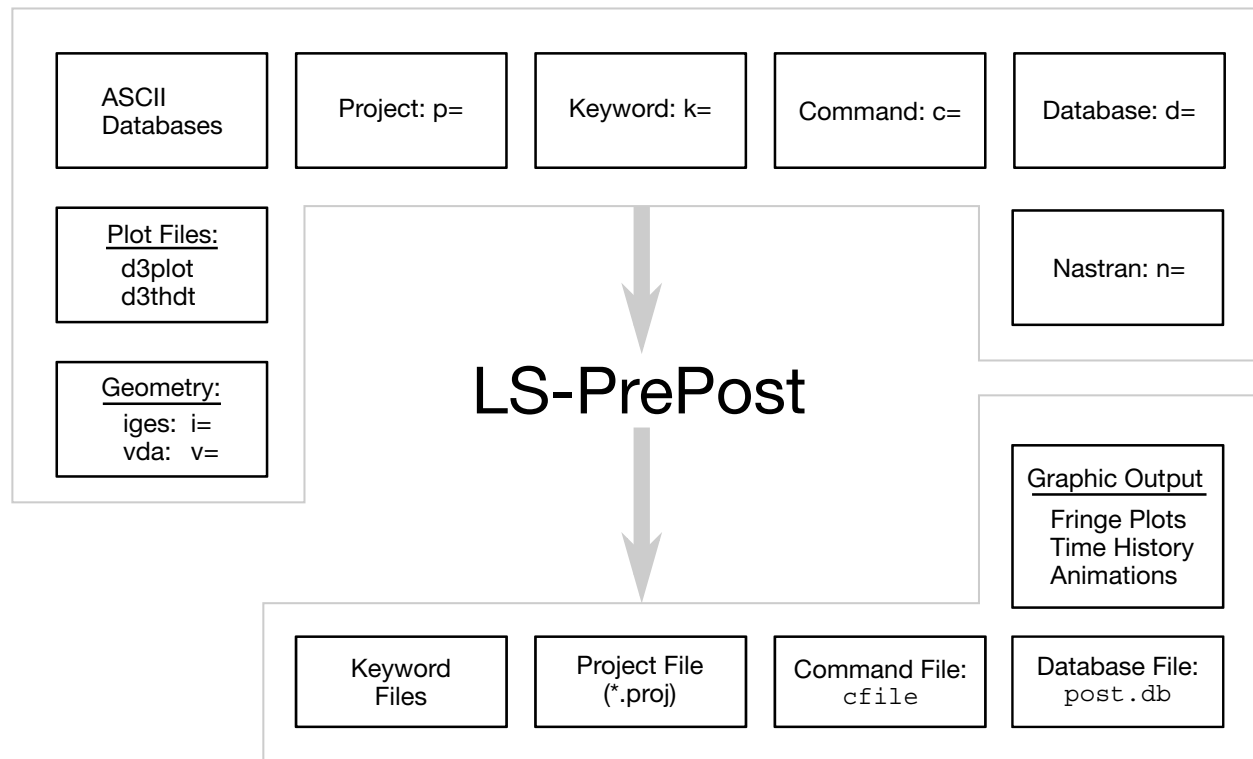 ASCII
Databases
Project: p=
Keyword: k=
Command: c=
Database: d=
Plot Files:
d3plot
d3thdt
Nastran: n=
Geometry:
iges: i=
vda: v=
LS-PrePost
Graphic Output
Fringe Plots
Time History
Animations
Keyword
Files
Project File
(*.proj)
Command File:
cfile
Database File:
post.db